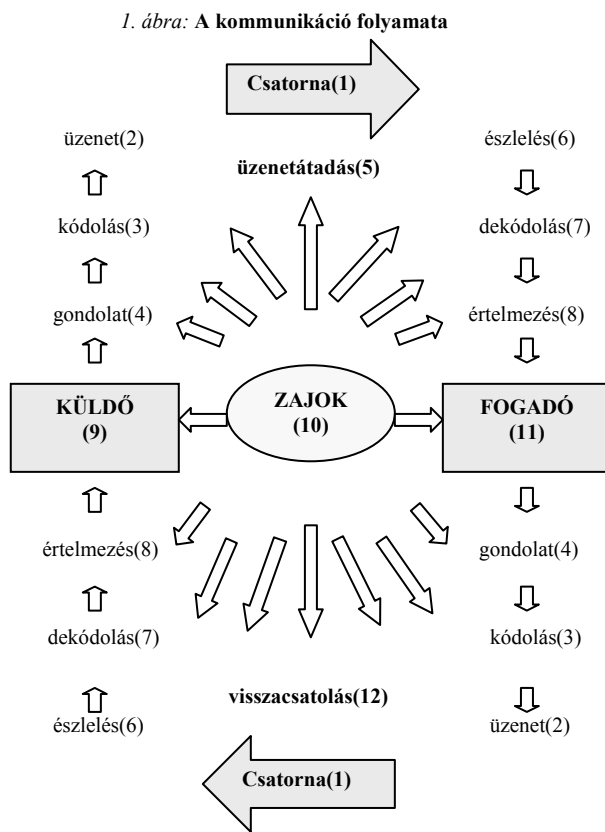 1. ábra: A kommunikáció folyamata
Csatorna(1)
üzenet(2)
észlelés(6)
üzenetátadás(5)
kódolás(3)
dekódolás(7)
gondolat(4)
értelmezés(8)
KÜLDŐ
(9)
ZAJOK
(10)
FOGADÓ
(11)
értelmezés(8)
gondolat(4)
dekódolás(7)
kódolás(3)
visszacsatolás(12)
észlelés(6)
üzenet(2)
Csatorna(1)